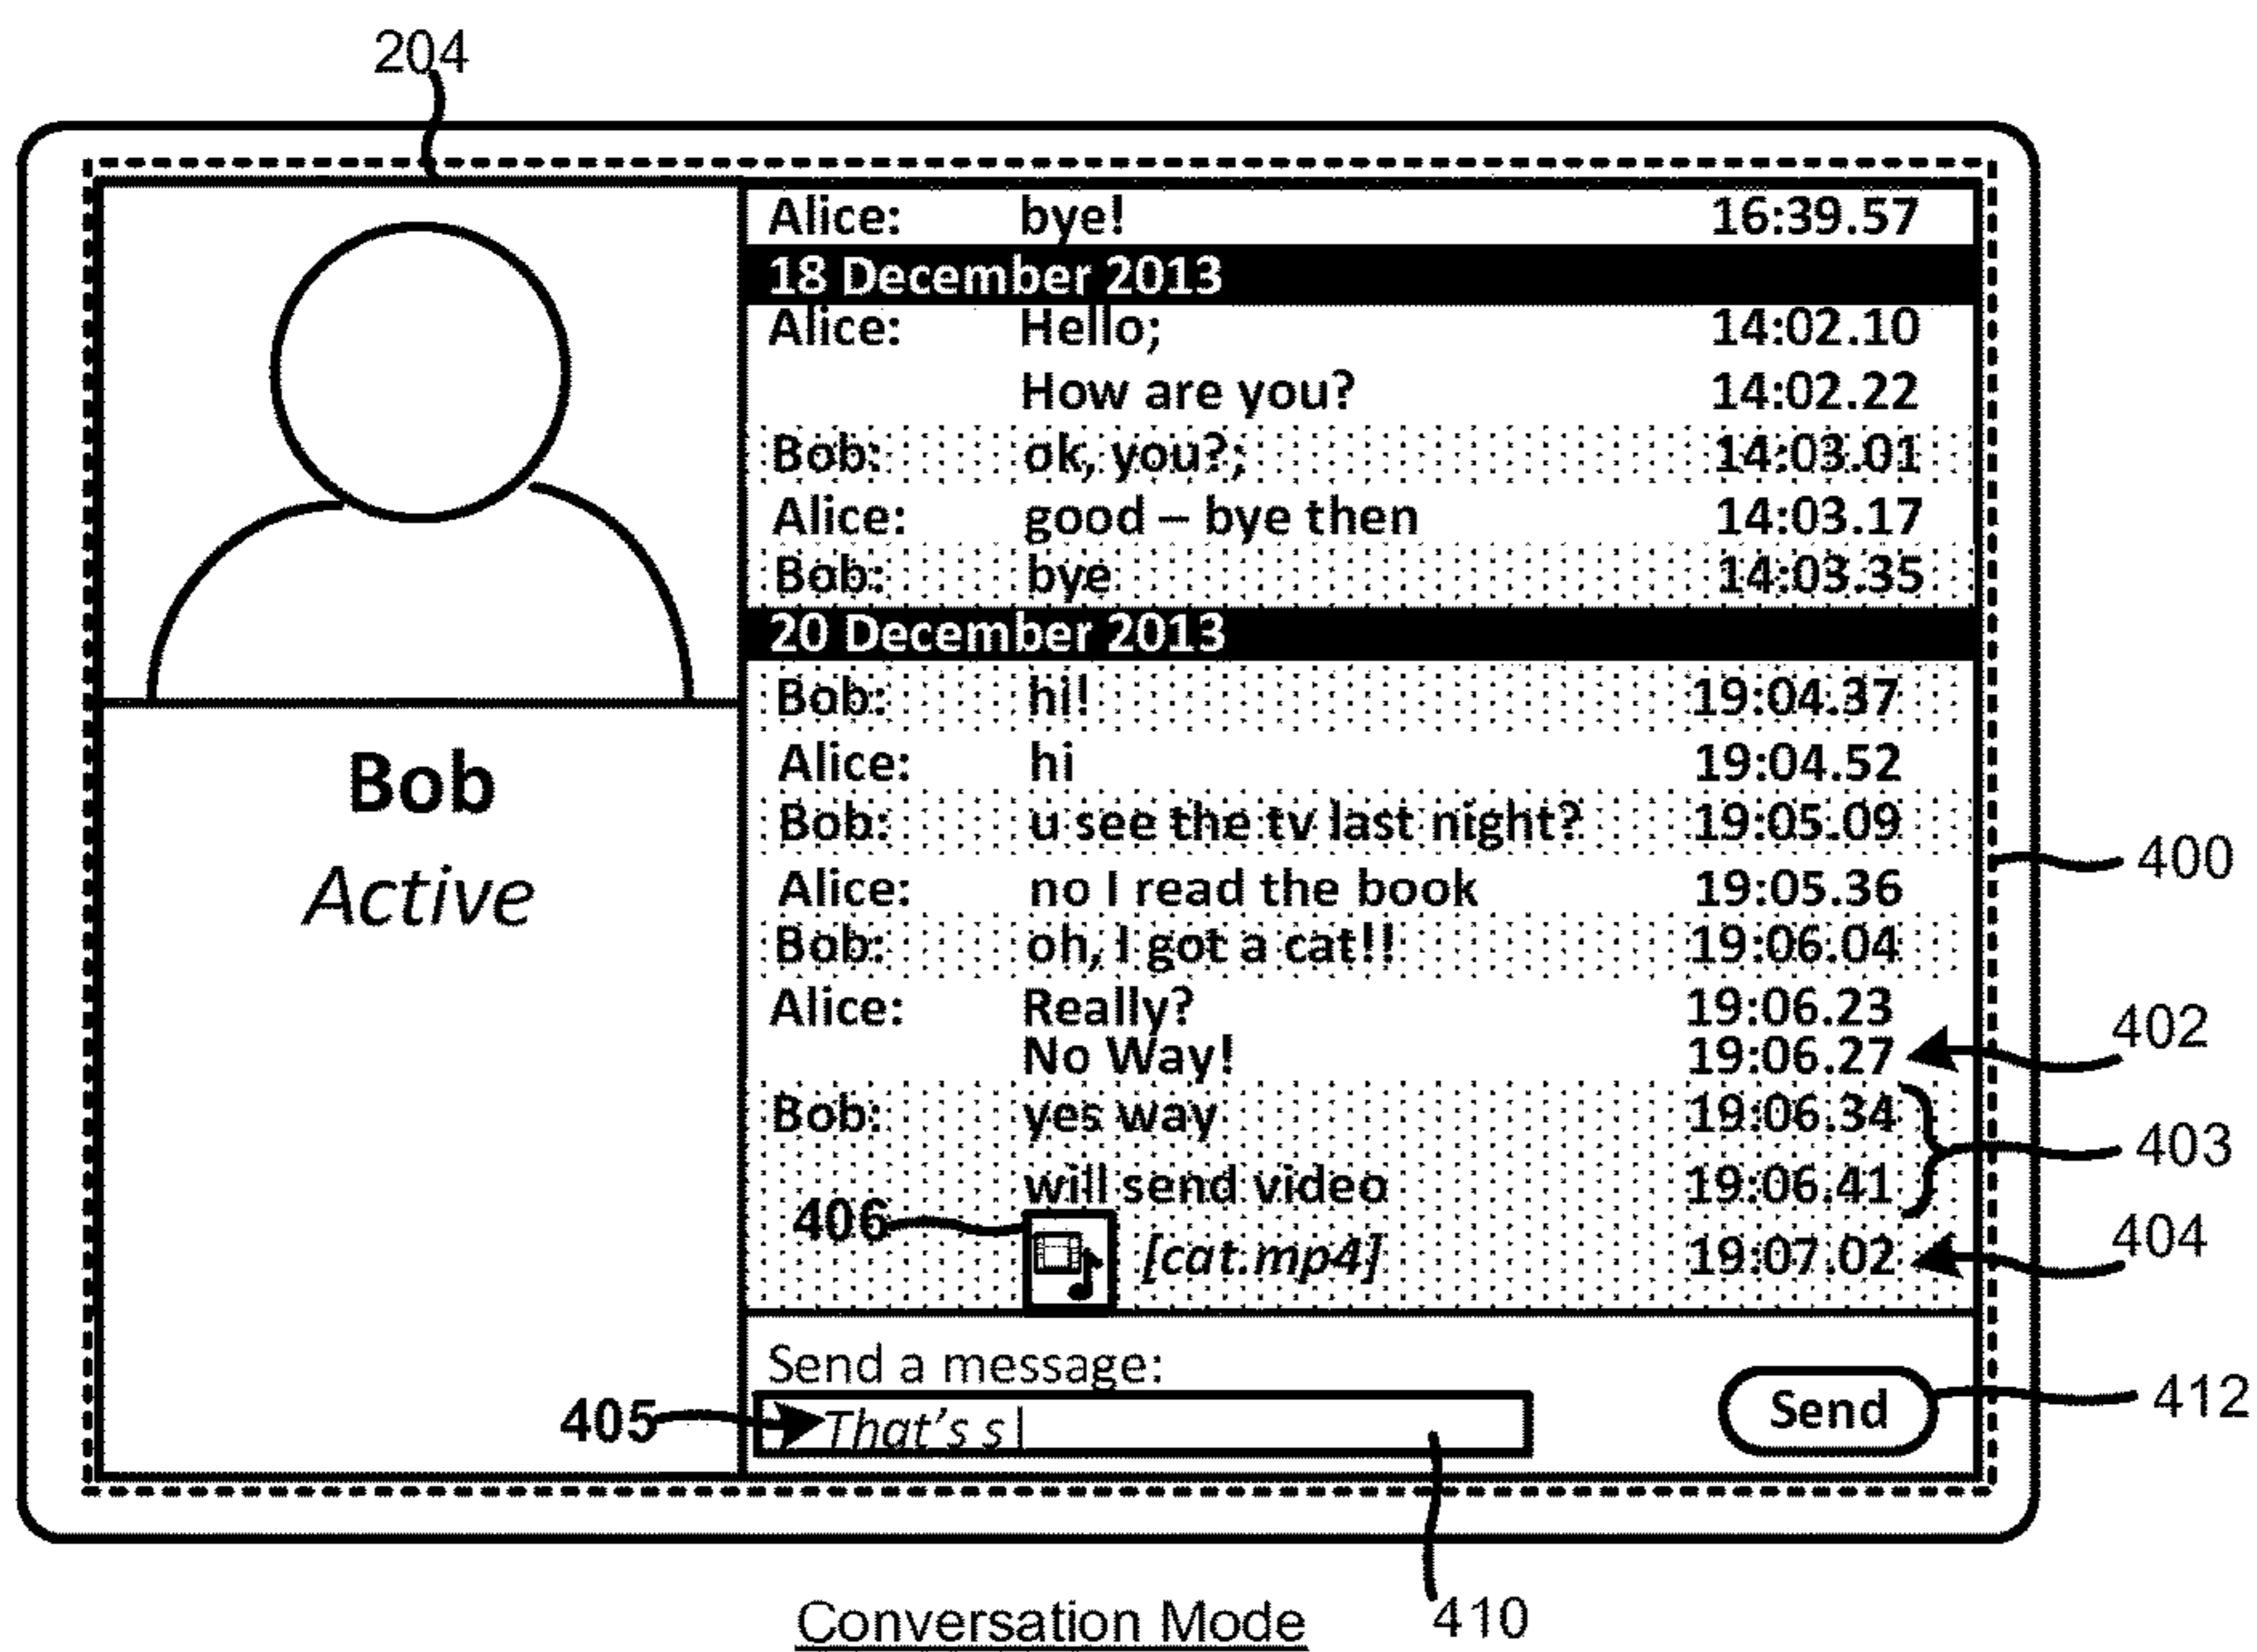 204
Alice: bye! 16:39.57
18 December 2013
Alice: Hello; 14:02.10
How are you? 14:02.22
Bob: ok, you?; 14:03.01
Alice: good – bye then 14:03.17
Bob: bye 14:03.35
20 December 2013
Bob: hi! 19:04.37
Alice: hi 19:04.52
Bob: u see the tv last night? 19:05.09
Alice: no I read the book 19:05.36
Bob: oh, I got a cat!! 19:06.04
Alice: Really? 19:06.23
No Way! 19:06.27
Bob: yes way 19:06.34
will send video 19:06.41
[cat.mp4] 19:07.02
Bob
Active
400
402
403
406
404
Send a message:
405
That's s
Send
412
410
Conversation Mode